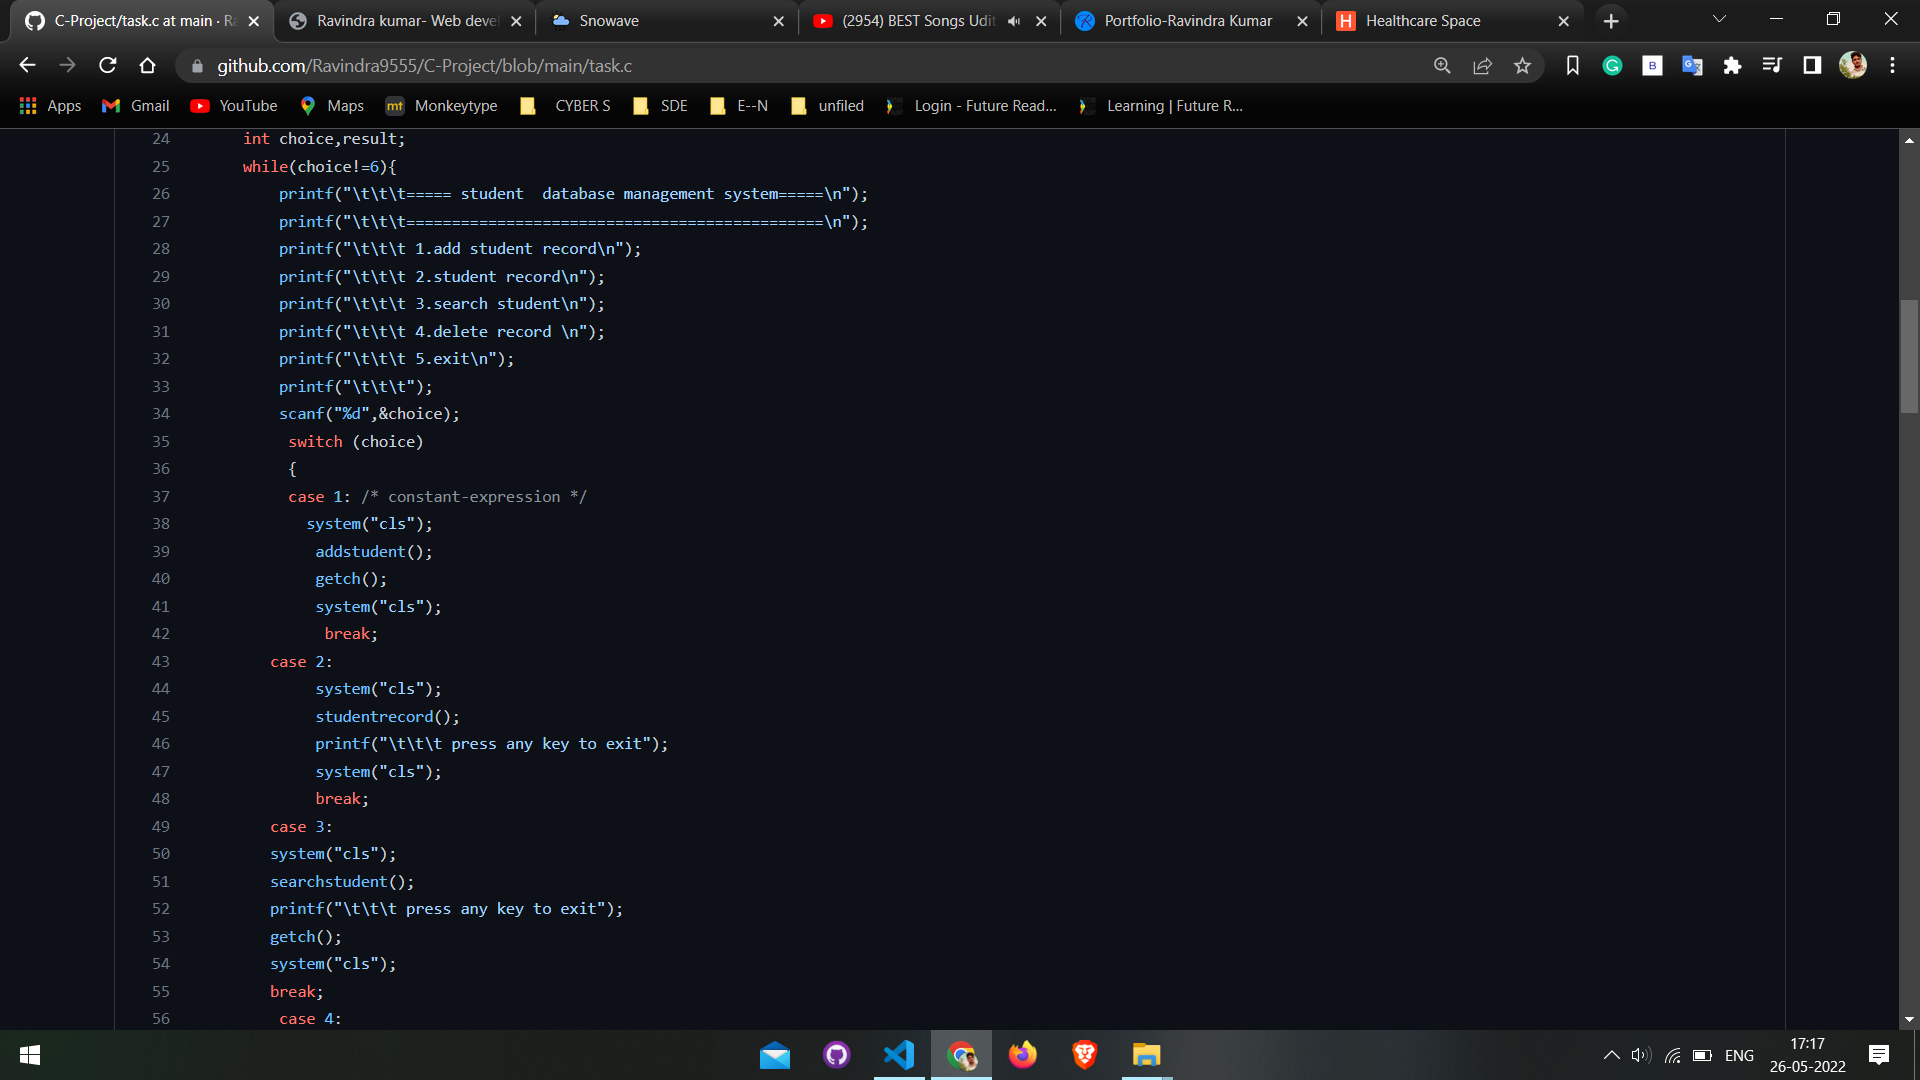 C-Project/task.c at main · Ra
Ravindra kumar- Web devel
Snowave
(2954) BEST Songs Udit
Portfolio-Ravindra Kumar
Healthcare Space
github.com/Ravindra9555/C-Project/blob/main/task.c
Apps
Gmail
YouTube
Maps
mt Monkeytype
CYBER S
SDE
E--N
unfiled
Login - Future Read...
Learning | Future R...
24 int choice,result;
25 while(choice!=6){
26 printf("\t\t\t===== student  database management system=====\n");
27 printf("\t\t\t==============================================\n");
28 printf("\t\t\t 1.add student record\n");
29 printf("\t\t\t 2.student record\n");
30 printf("\t\t\t 3.search student\n");
31 printf("\t\t\t 4.delete record \n");
32 printf("\t\t\t 5.exit\n");
33 printf("\t\t\t");
34 scanf("%d",&choice);
35 switch (choice)
36 {
37 case 1: /* constant-expression */
38 system("cls");
39 addstudent();
40 getch();
41 system("cls");
42 break;
43 case 2:
44 system("cls");
45 studentrecord();
46 printf("\t\t\t press any key to exit");
47 system("cls");
48 break;
49 case 3:
50 system("cls");
51 searchstudent();
52 printf("\t\t\t press any key to exit");
53 getch();
54 system("cls");
55 break;
56 case 4:
ENG
17:17
26-05-2022